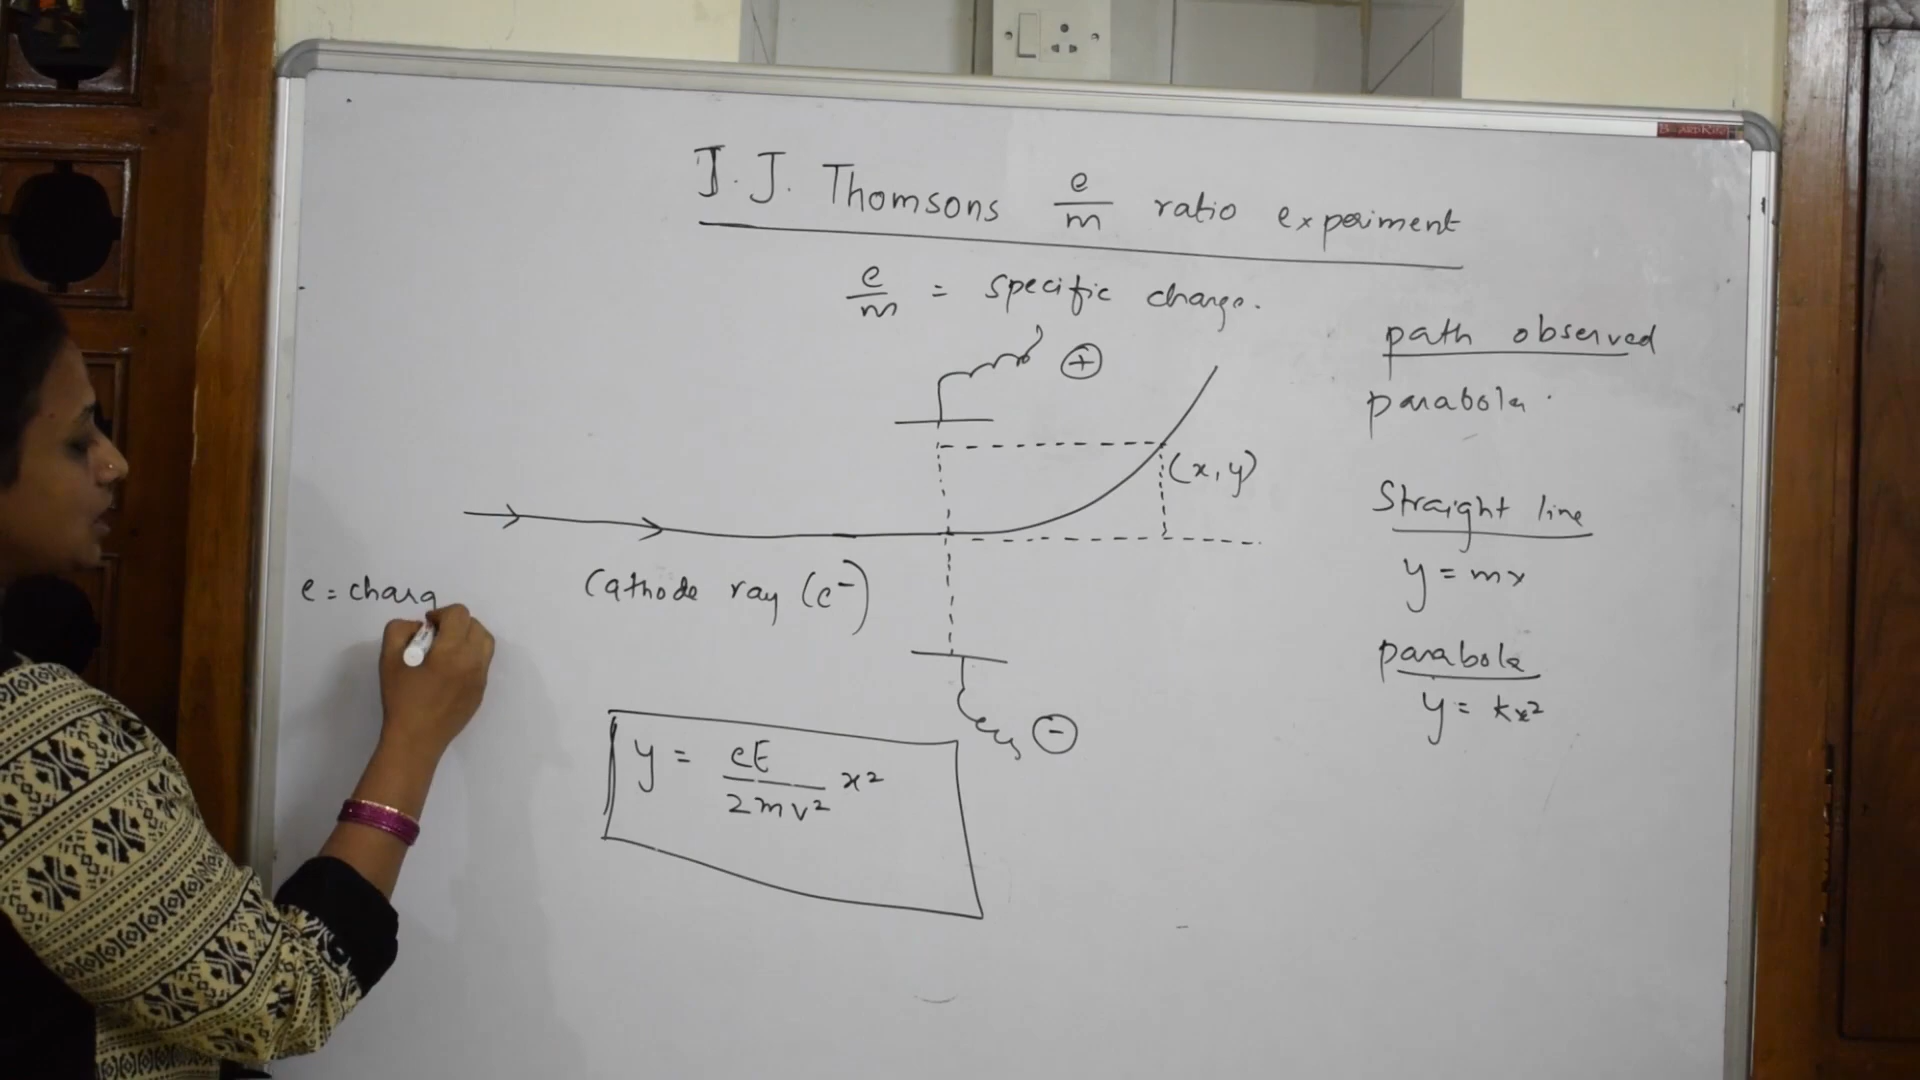 J.J. Thomsons e/m ratio experiment
e/m = specific charge.
⊕
path observed
parabola.
(x, y)
Straight line
y = mx
e = charg
Cathode ray (e⁻)
parabola
y = kx²
⊖
y = eE/2mv² x²